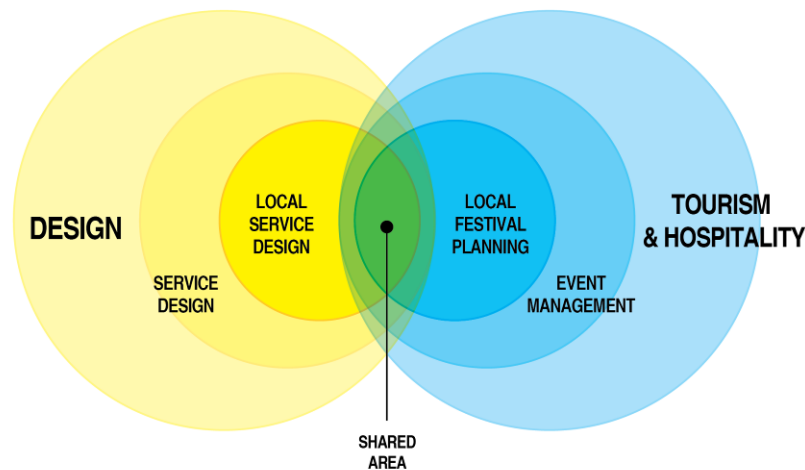 DESIGN
SERVICE
DESIGN
LOCAL
SERVICE
DESIGN
LOCAL
FESTIVAL
PLANNING
EVENT
MANAGEMENT
TOURISM
& HOSPITALITY
SHARED
AREA